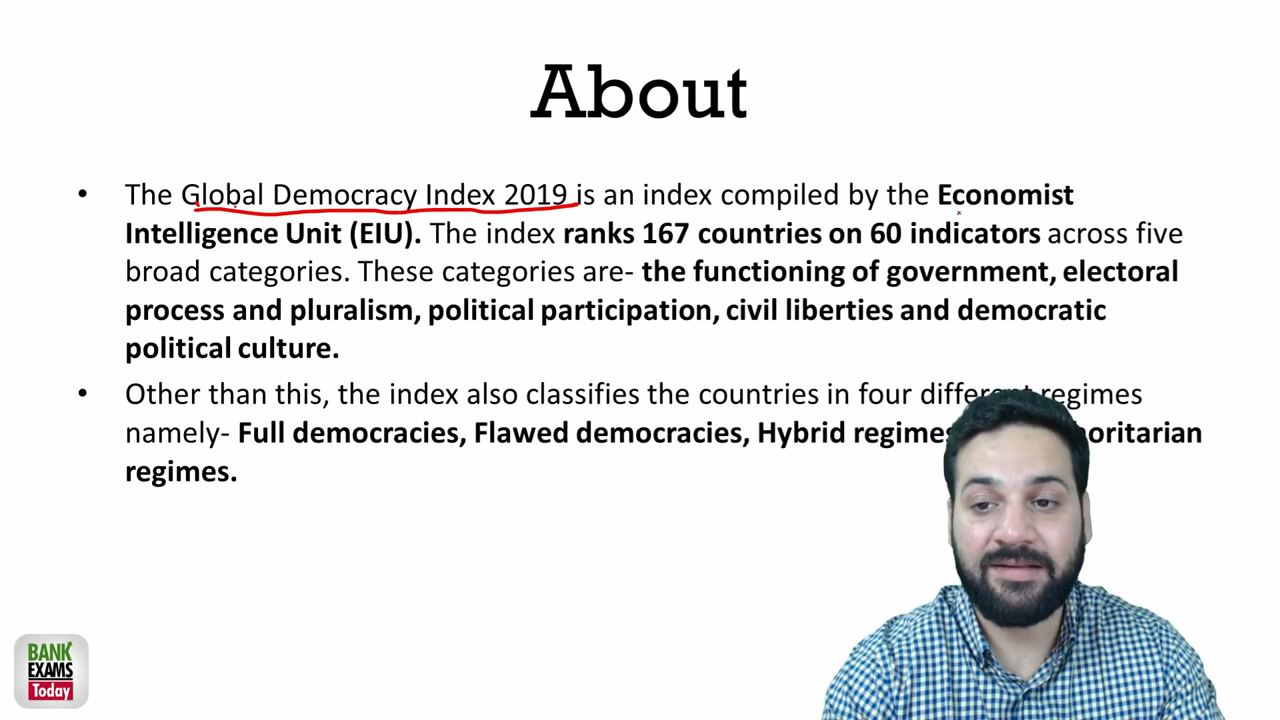 About
• The Global Democracy Index 2019 is an index compiled by the Economist
Intelligence Unit (EIU). The index ranks 167 countries on 60 indicators across five
broad categories. These categories are- the functioning of government, electoral
process and pluralism, political participation, civil liberties and democratic
political culture.
• Other than this, the index also classifies the countries in four different regimes
namely- Full democracies, Flawed democracies, Hybrid regimes
regimes.
BANK
EXAMS
Today